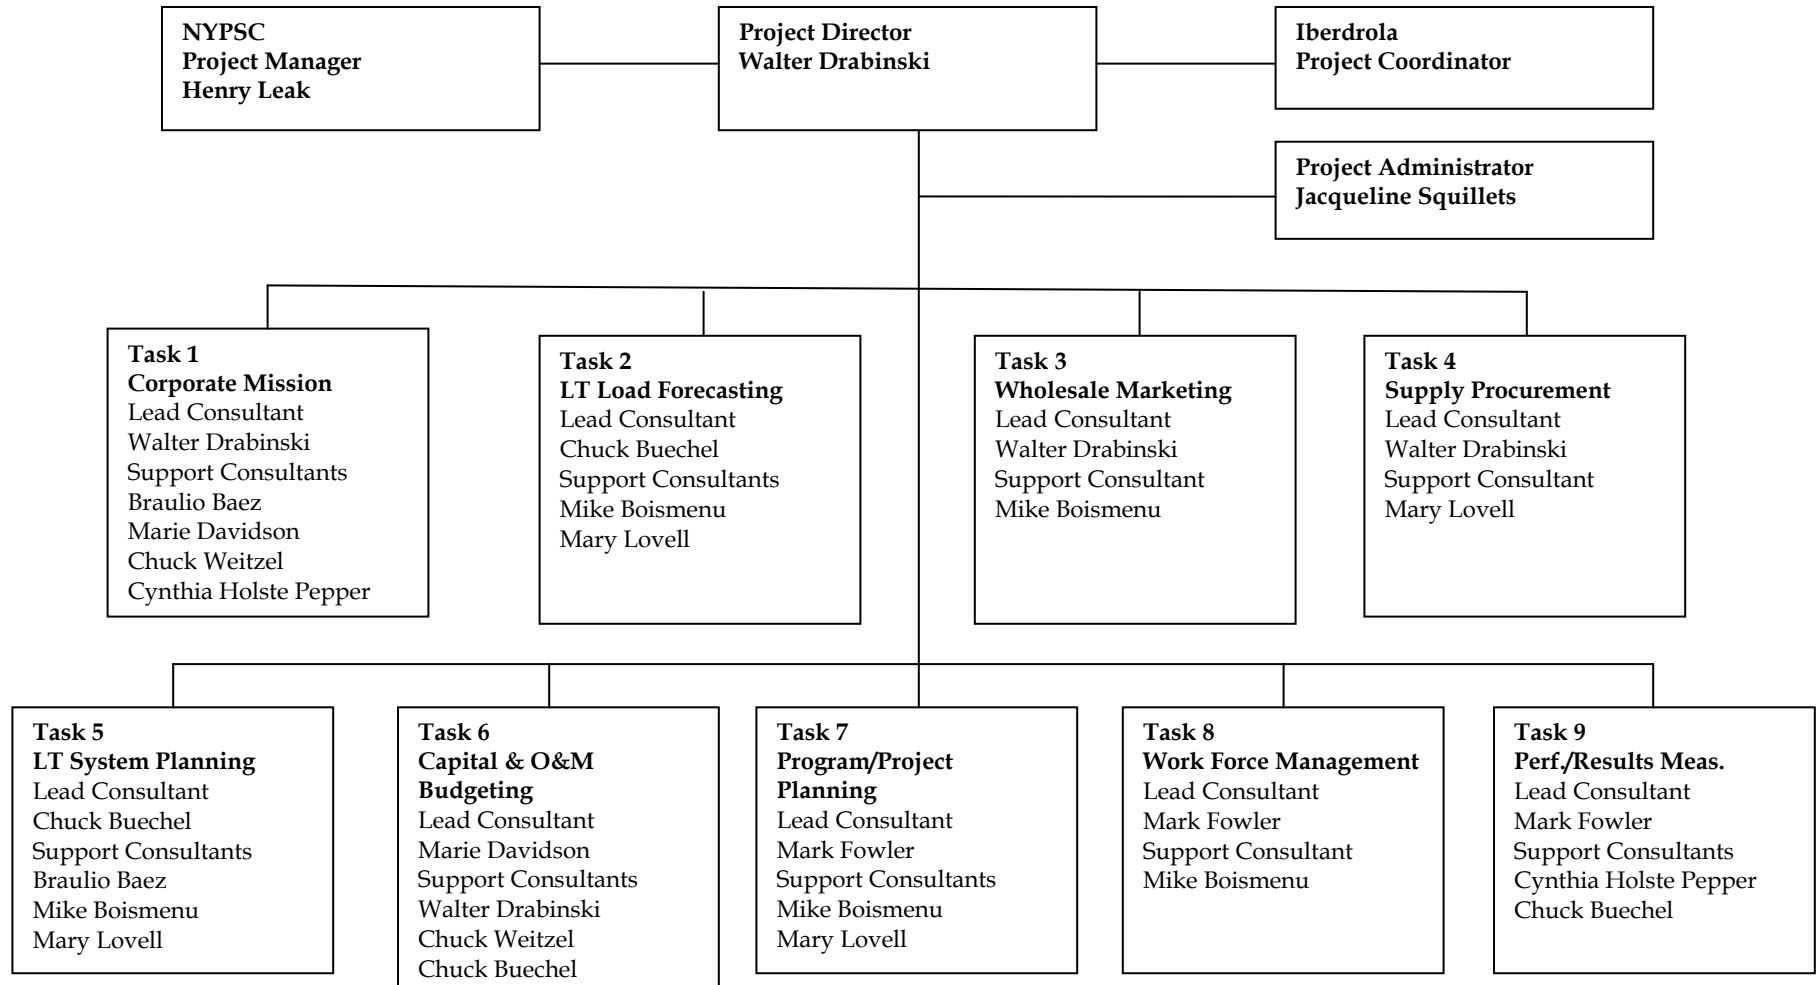 NYPSC
Project Manager
Henry Leak
Project Director
Walter Drabinski
Iberdrola
Project Coordinator
Project Administrator
Jacqueline Squillets
Task 1
Corporate Mission
Lead Consultant
Walter Drabinski
Support Consultants
Braulio Baez
Marie Davidson
Chuck Weitzel
Cynthia Holste Pepper
Task 2
LT Load Forecasting
Lead Consultant
Chuck Buechel
Support Consultants
Mike Boismenu
Mary Lovell
Task 3
Wholesale Marketing
Lead Consultant
Walter Drabinski
Support Consultant
Mike Boismenu
Task 4
Supply Procurement
Lead Consultant
Walter Drabinski
Support Consultant
Mary Lovell
Task 5
LT System Planning
Lead Consultant
Chuck Buechel
Support Consultants
Braulio Baez
Mike Boismenu
Mary Lovell
Task 6
Capital & O&M
Budgeting
Lead Consultant
Marie Davidson
Support Consultants
Walter Drabinski
Chuck Weitzel
Chuck Buechel
Task 7
Program/Project
Planning
Lead Consultant
Mark Fowler
Support Consultants
Mike Boismenu
Mary Lovell
Task 8
Work Force Management
Lead Consultant
Mark Fowler
Support Consultant
Mike Boismenu
Task 9
Perf./Results Meas.
Lead Consultant
Mark Fowler
Support Consultants
Cynthia Holste Pepper
Chuck Buechel